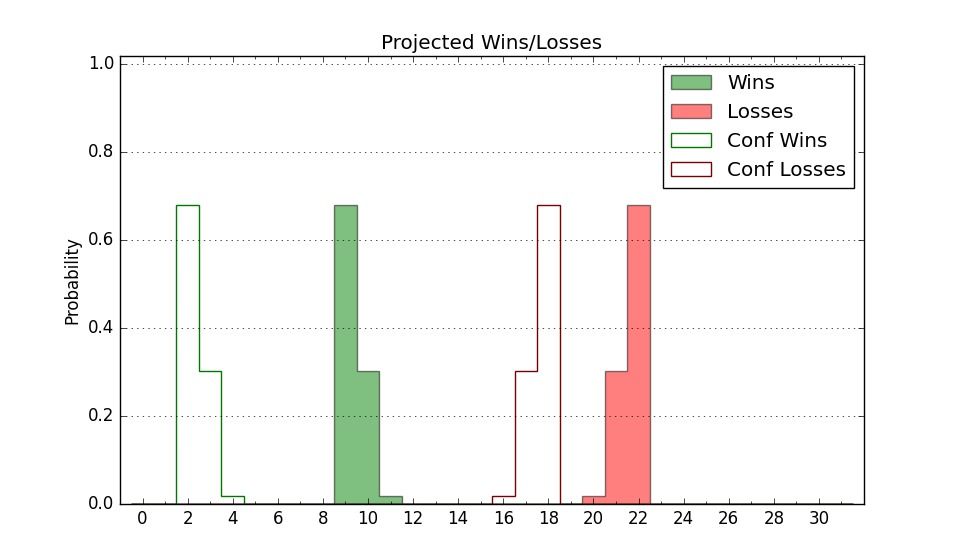 Projected Wins/Losses
1.0
0.8
0.6
0.4
0.2
0.0
Probability
Wins
Losses
Conf Wins
Conf Losses
0 2 4 6 8 10 12 14 16 18 20 22 24 26 28 30